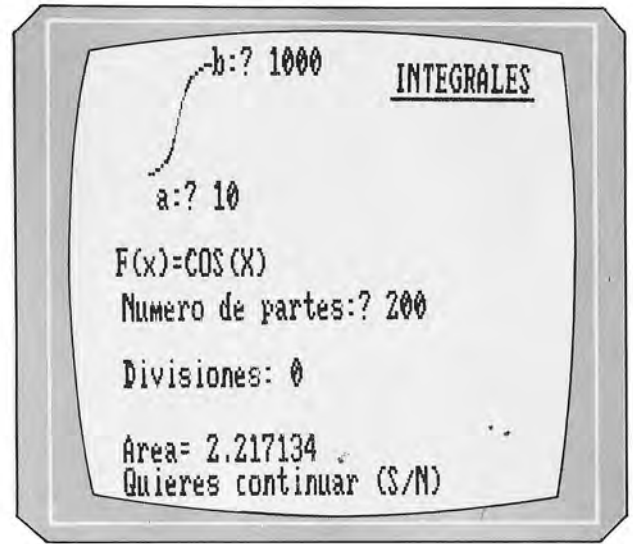 b:? 1000
INTEGRALES
a:? 10
F(x)=COS(X)
Numero de partes:? 200
Divisiones: 0
Area= 2.217134
Quieres continuar (S/N)